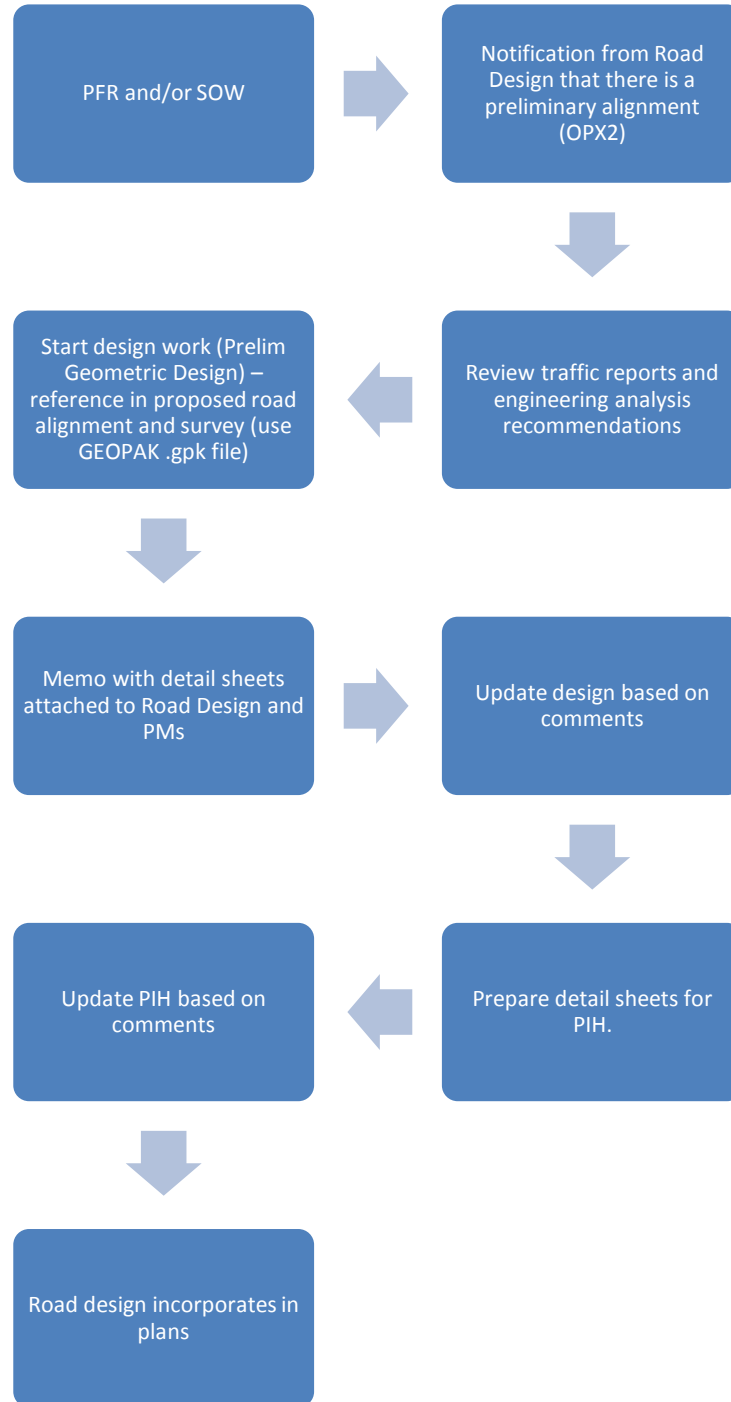 PFR and/or SOW
Notification from Road
Design that there is a
preliminary alignment
(OPX2)
Review traffic reports and
engineering analysis
recommendations
Start design work (Prelim
Geometric Design) –
reference in proposed road
alignment and survey (use
GEOPAK .gpk file)
Memo with detail sheets
attached to Road Design and
PMs
Update design based on
comments
Prepare detail sheets for
PIH.
Update PIH based on
comments
Road design incorporates in
plans